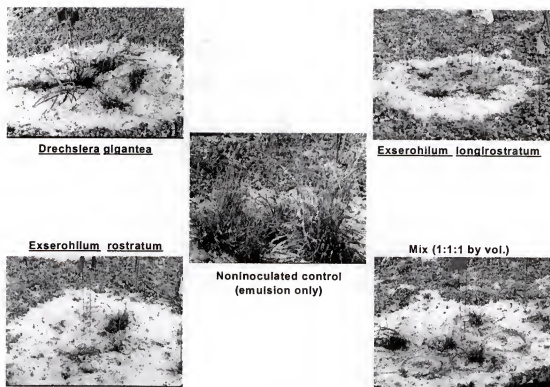 Drechslera gigantea
Exserohilum longirostratum
Exserohilum rostratum
Noninoculated control
(emulsion only)
Mix (1:1:1 by vol.)